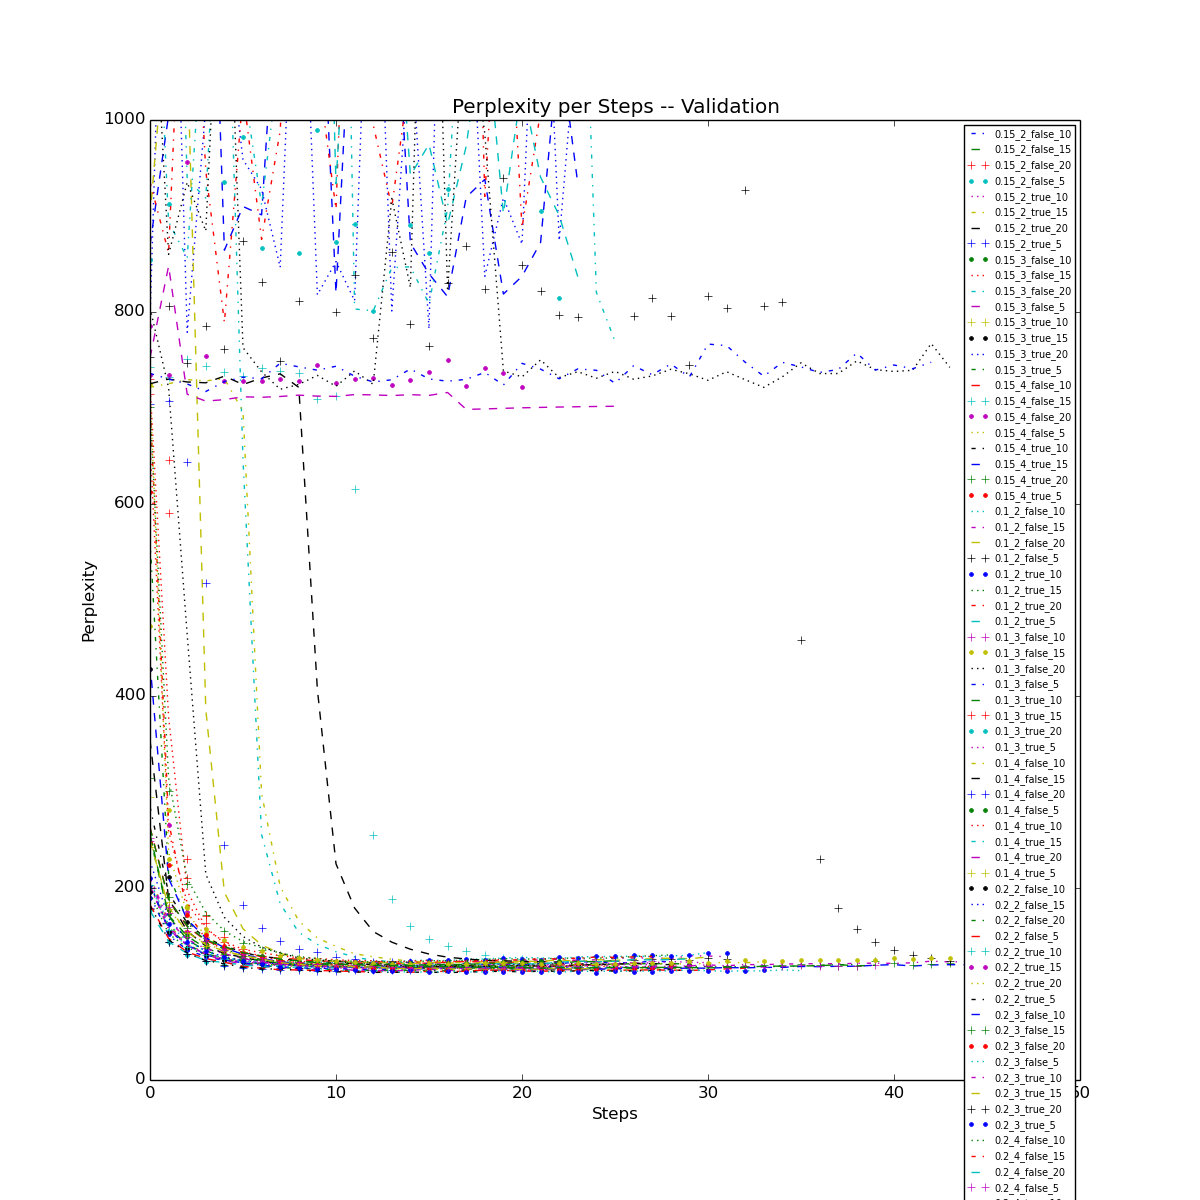 Perplexity per Steps -- Validation
1000
800
600
400
200
0
Perplexity
0 10 20 30 40
Steps
0.15_2_false_10
0.15_2_false_15
0.15_2_false_20
0.15_2_false_5
0.15_2_true_10
0.15_2_true_15
0.15_2_true_20
0.15_2_true_5
0.15_3_false_10
0.15_3_false_15
0.15_3_false_20
0.15_3_false_5
0.15_3_true_10
0.15_3_true_15
0.15_3_true_20
0.15_3_true_5
0.15_4_false_10
0.15_4_false_15
0.15_4_false_20
0.15_4_false_5
0.15_4_true_10
0.15_4_true_15
0.15_4_true_20
0.15_4_true_5
0.1_2_false_10
0.1_2_false_15
0.1_2_false_20
0.1_2_false_5
0.1_2_true_10
0.1_2_true_15
0.1_2_true_20
0.1_2_true_5
0.1_3_false_10
0.1_3_false_15
0.1_3_false_20
0.1_3_false_5
0.1_3_true_10
0.1_3_true_15
0.1_3_true_20
0.1_3_true_5
0.1_4_false_10
0.1_4_false_15
0.1_4_false_20
0.1_4_false_5
0.1_4_true_10
0.1_4_true_15
0.1_4_true_20
0.1_4_true_5
0.2_2_false_10
0.2_2_false_15
0.2_2_false_20
0.2_2_false_5
0.2_2_true_10
0.2_2_true_15
0.2_2_true_20
0.2_2_true_5
0.2_3_false_10
0.2_3_false_15
0.2_3_false_20
0.2_3_false_5
0.2_3_true_10
0.2_3_true_15
0.2_3_true_20
0.2_3_true_5
0.2_4_false_10
0.2_4_false_15
0.2_4_false_20
0.2_4_false_5